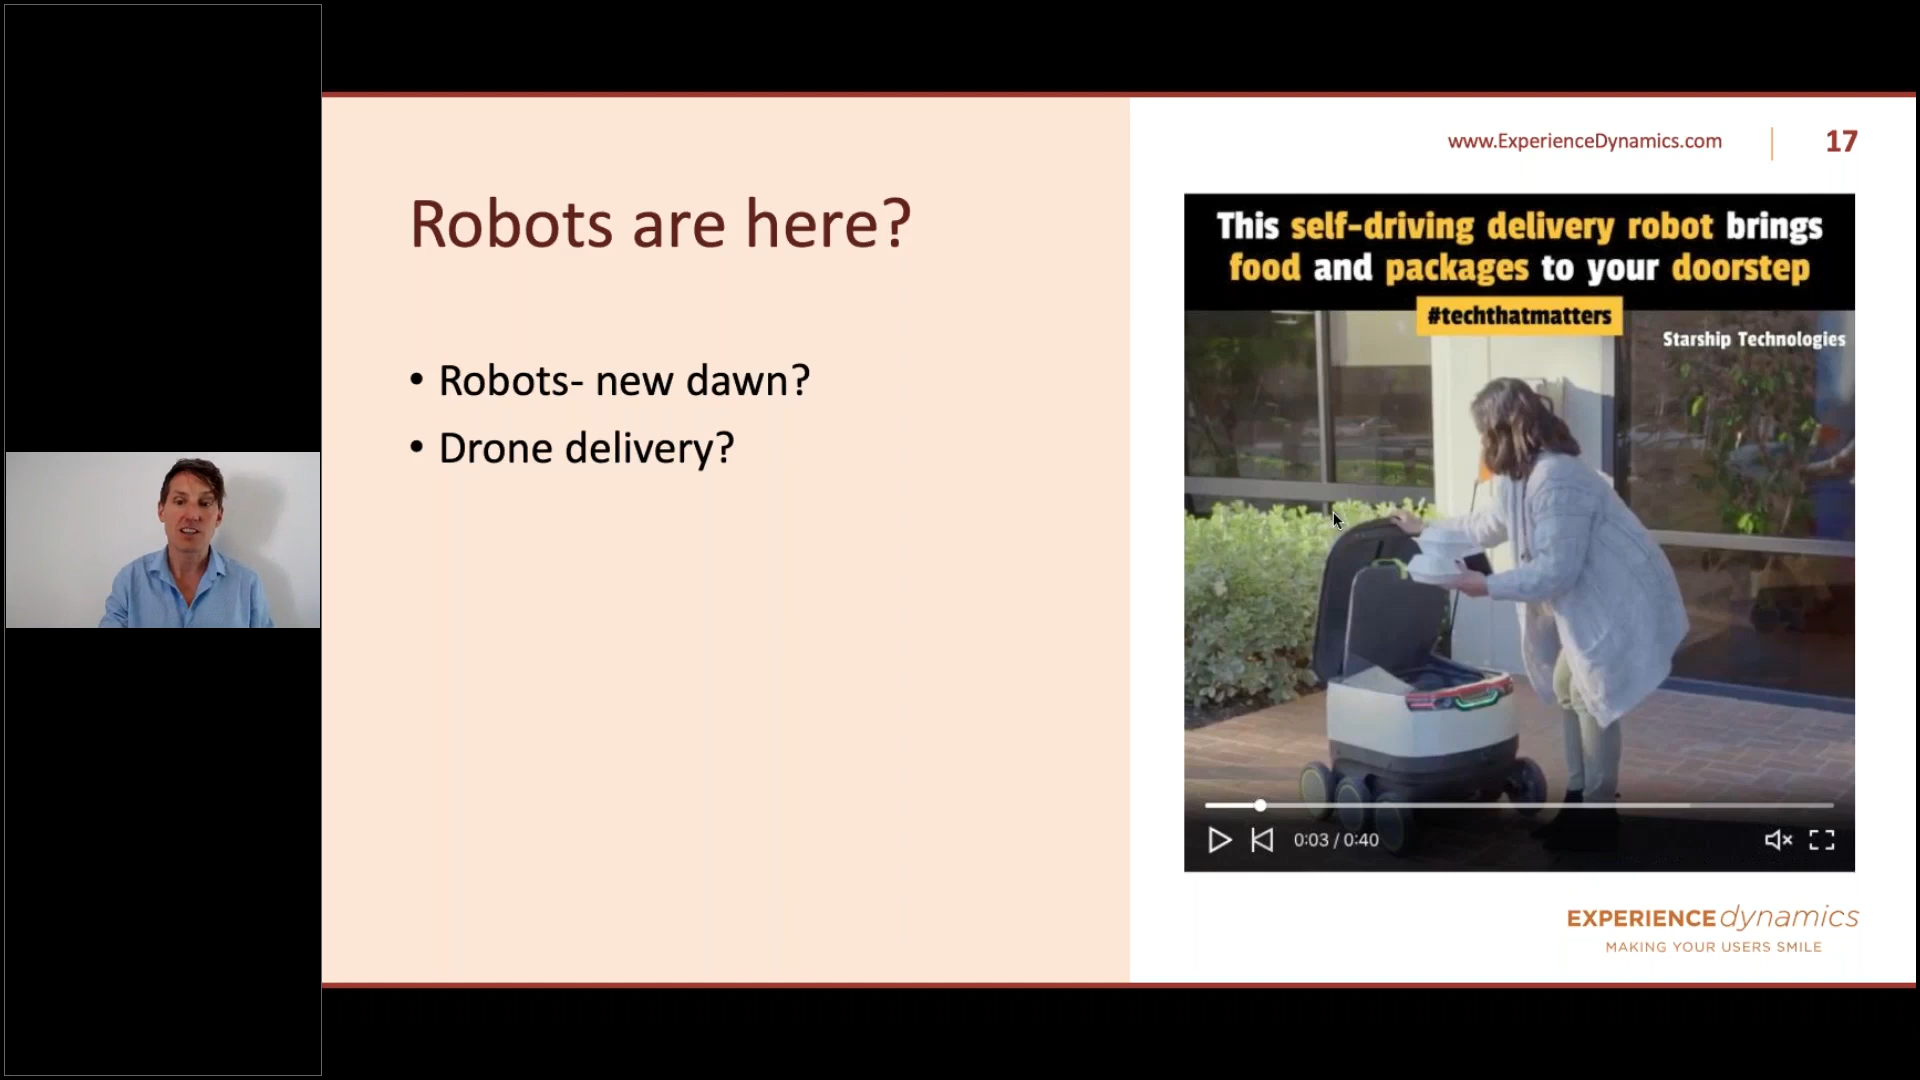 www.ExperienceDynamics.com
17
Robots are here?
• Robots- new dawn?
• Drone delivery?
This self-driving delivery robot brings
food and packages to your doorstep
#techthatmatters
Starship Technologies
0:03 / 0:40
EXPERIENCE dynamics
MAKING YOUR USERS SMILE